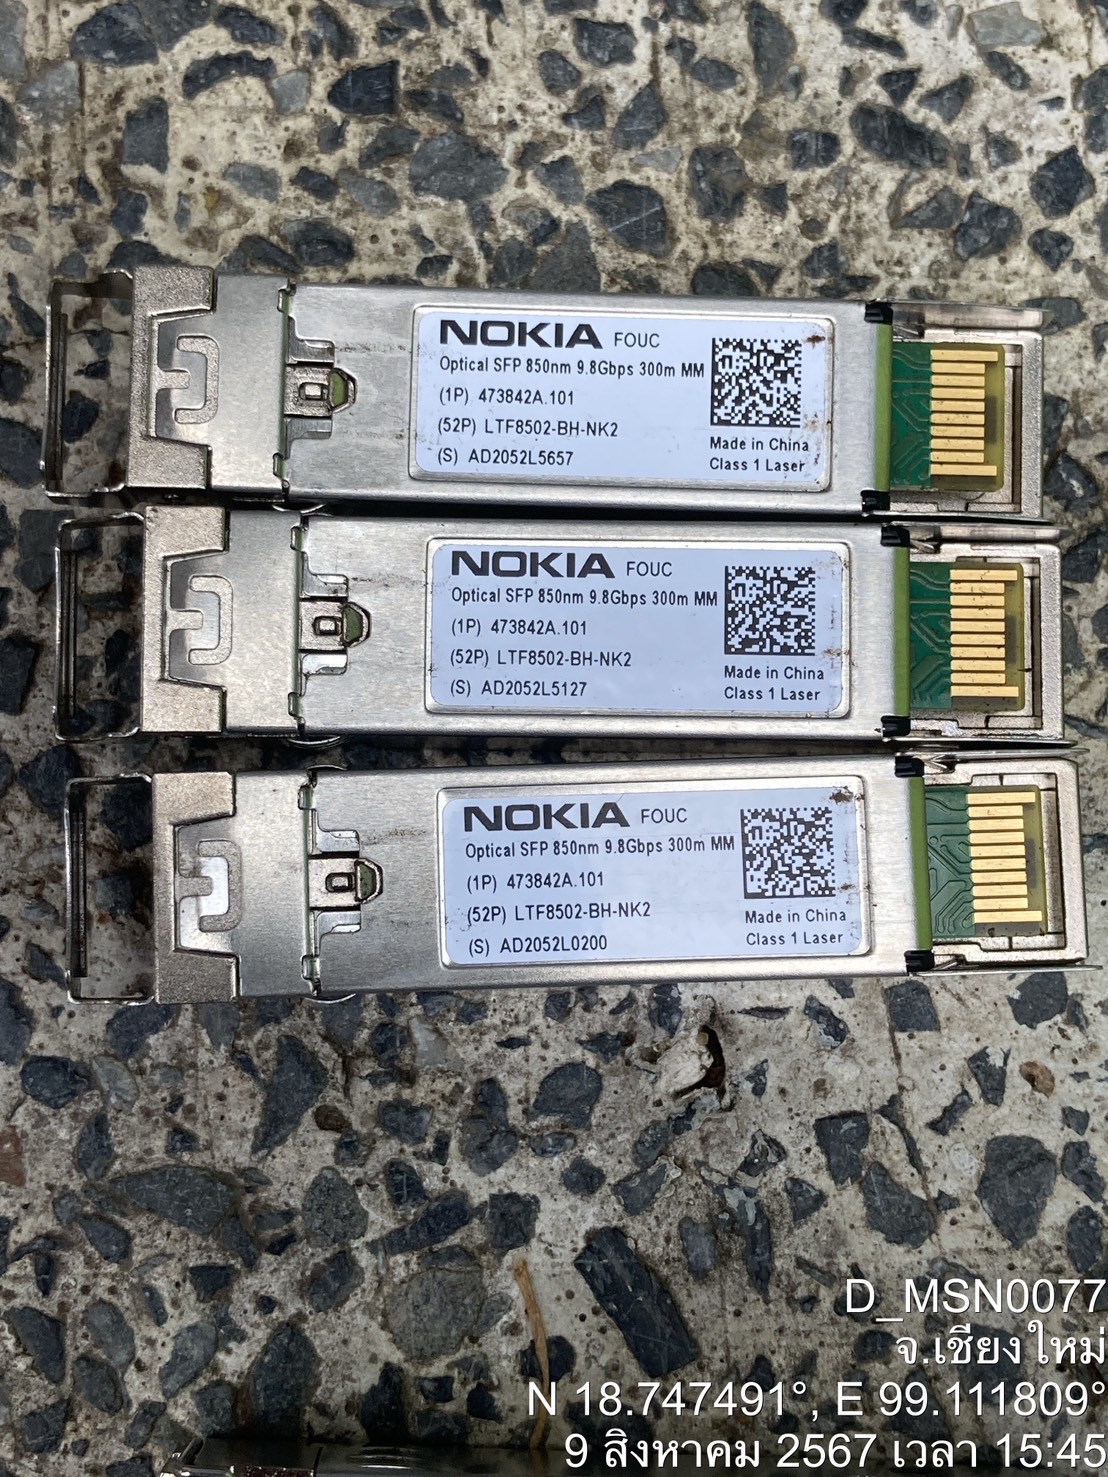 NOKIA FOUC
Optical SFP 850nm 9.8Gbps 300m MM
(1P) 473842A.101
(52P) LTF8502-BH-NK2
(S) AD2052L5657
Made in China
Class 1 Laser
NOKIA FOUC
Optical SFP 850nm 9.8Gbps 300m MM
(1P) 473842A.101
(52P) LTF8502-BH-NK2
(S) AD2052L5127
Made in China
Class 1 Laser
NOKIA FOUC
Optical SFP 850nm 9.8Gbps 300m MM
(1P) 473842A.101
(52P) LTF8502-BH-NK2
(S) AD2052L0200
Made in China
Class 1 Laser
D_MSN0077
จ.เชียงใหม่
N 18.747491°, E 99.111809°
9 สิงหาคม 2567 เวลา 15:45